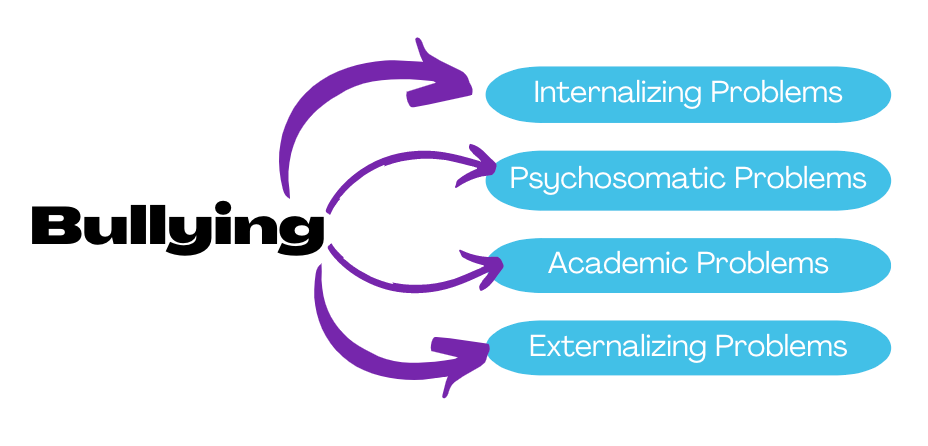 Internalizing Problems
Psychosomatic Problems
Bullying
Academic Problems
Externalizing Problems